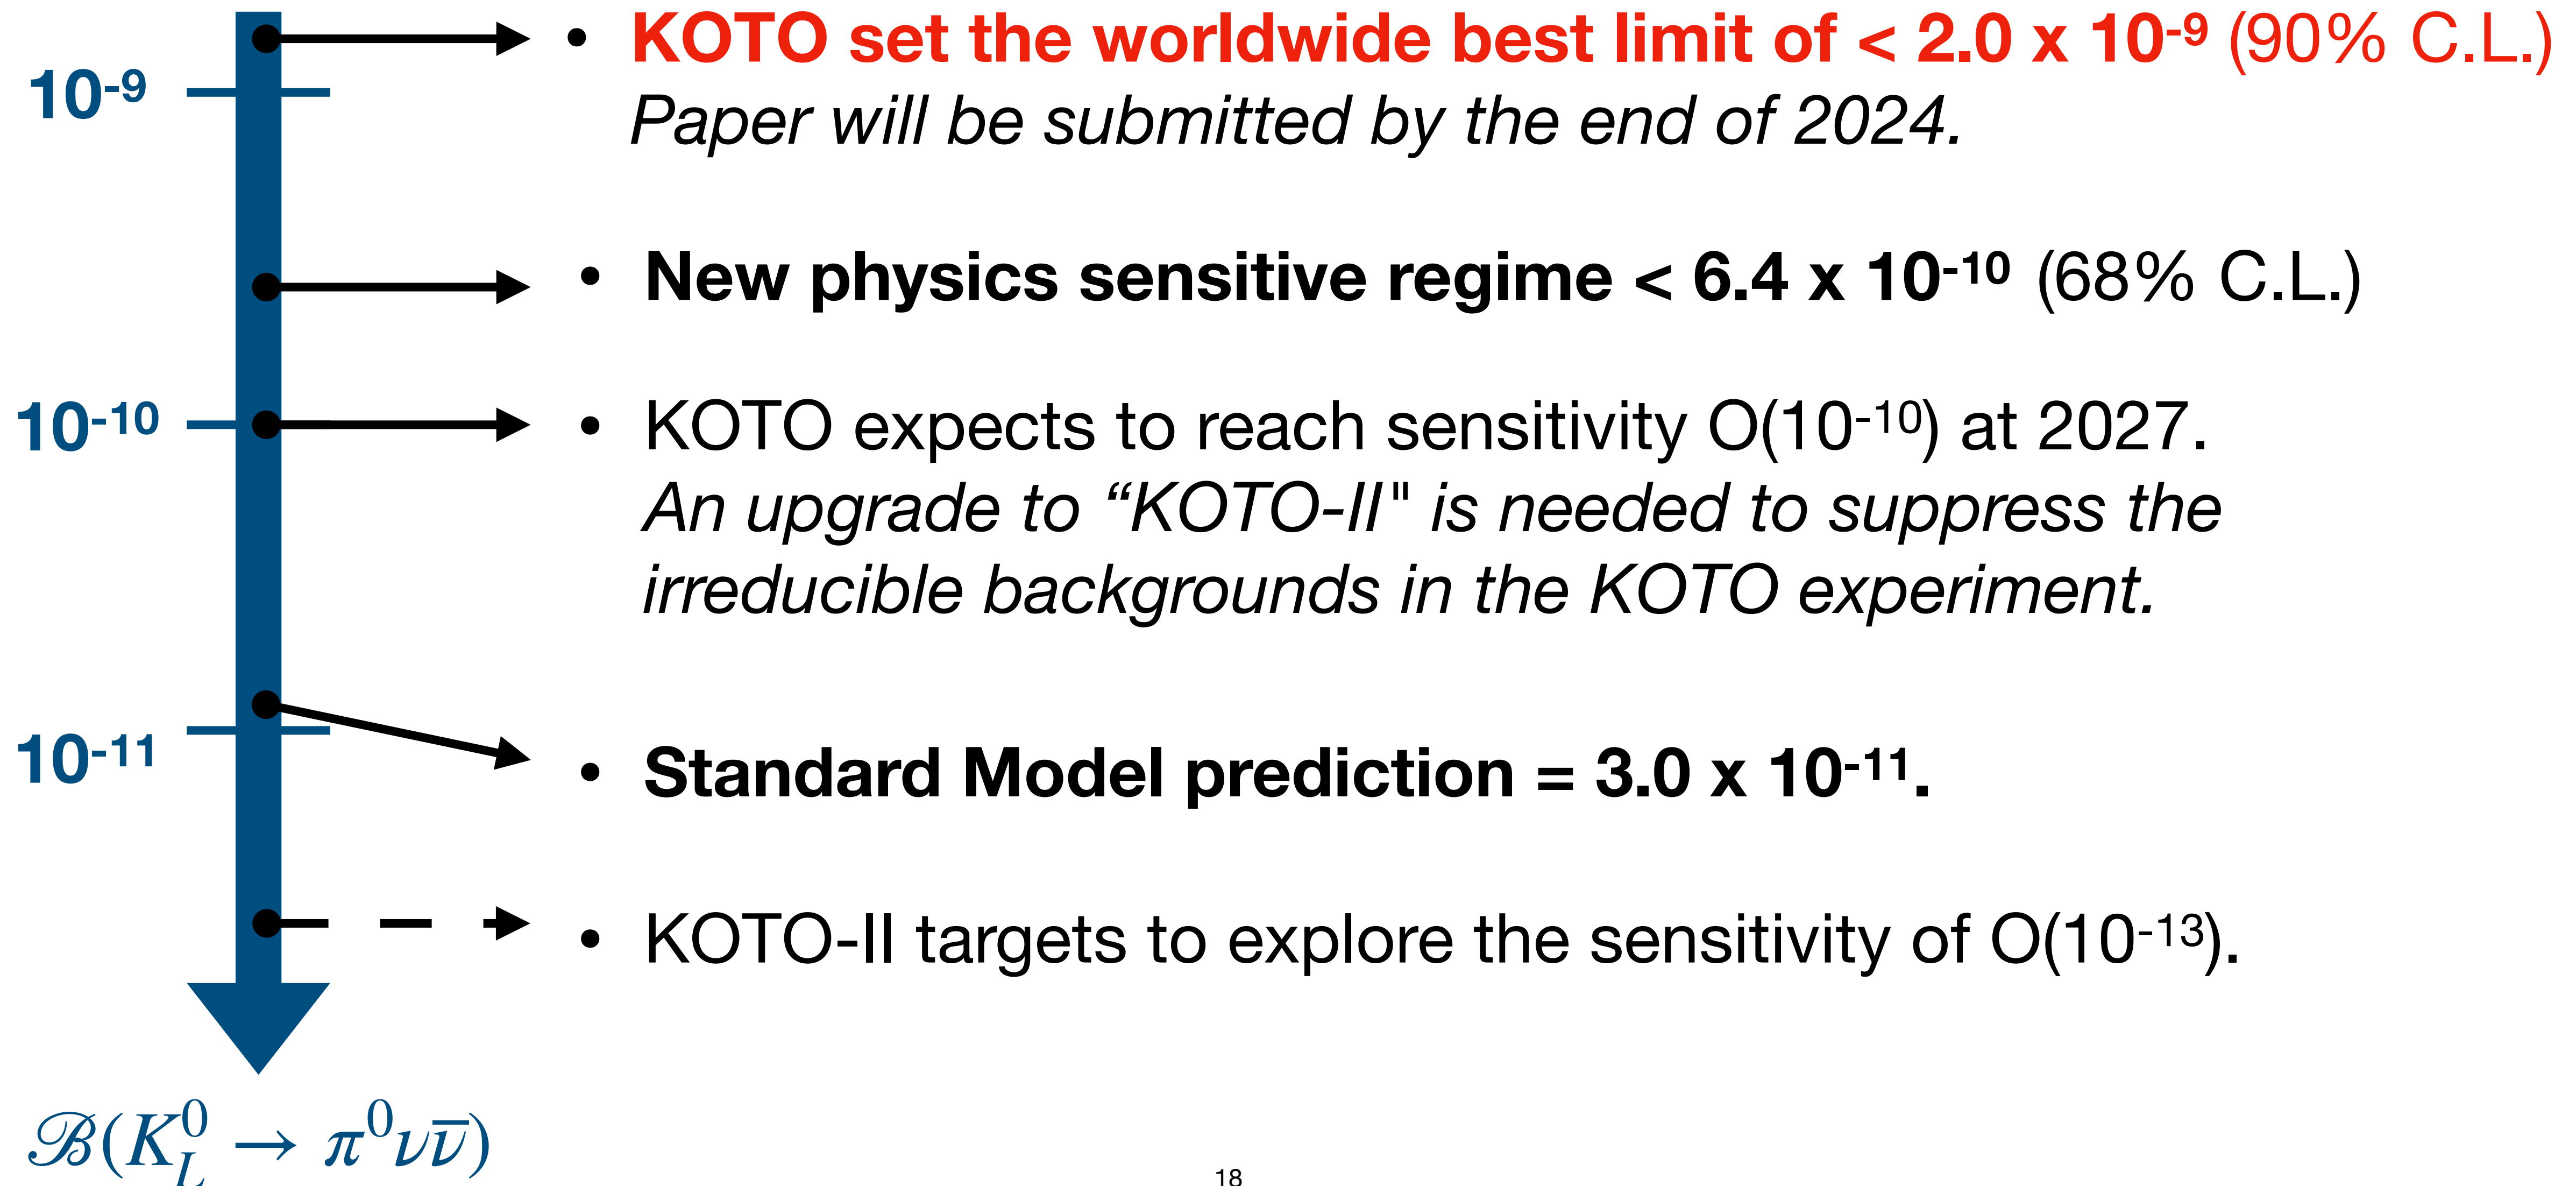 • KOTO set the worldwide best limit of < 2.0 x 10⁻⁹ (90% C.L.)
10⁻⁹
Paper will be submitted by the end of 2024.
• New physics sensitive regime < 6.4 x 10⁻¹⁰ (68% C.L.)
10⁻¹⁰
• KOTO expects to reach sensitivity O(10⁻¹⁰) at 2027.
An upgrade to “KOTO-II" is needed to suppress the
irreducible backgrounds in the KOTO experiment.
10⁻¹¹
• Standard Model prediction = 3.0 x 10⁻¹¹.
• KOTO-II targets to explore the sensitivity of O(10⁻¹³).
ℬ(K_L^0 → π⁰νν̅)
18